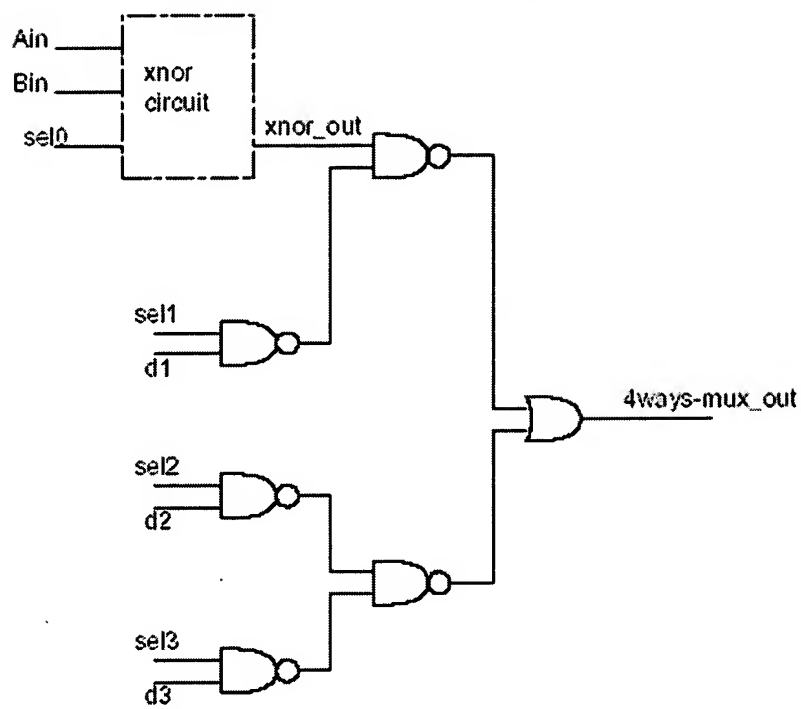 Ain
Bin
sel0
xnor
circuit
xnor_out
sel1
d1
4ways-mux_out
sel2
d2
sel3
d3